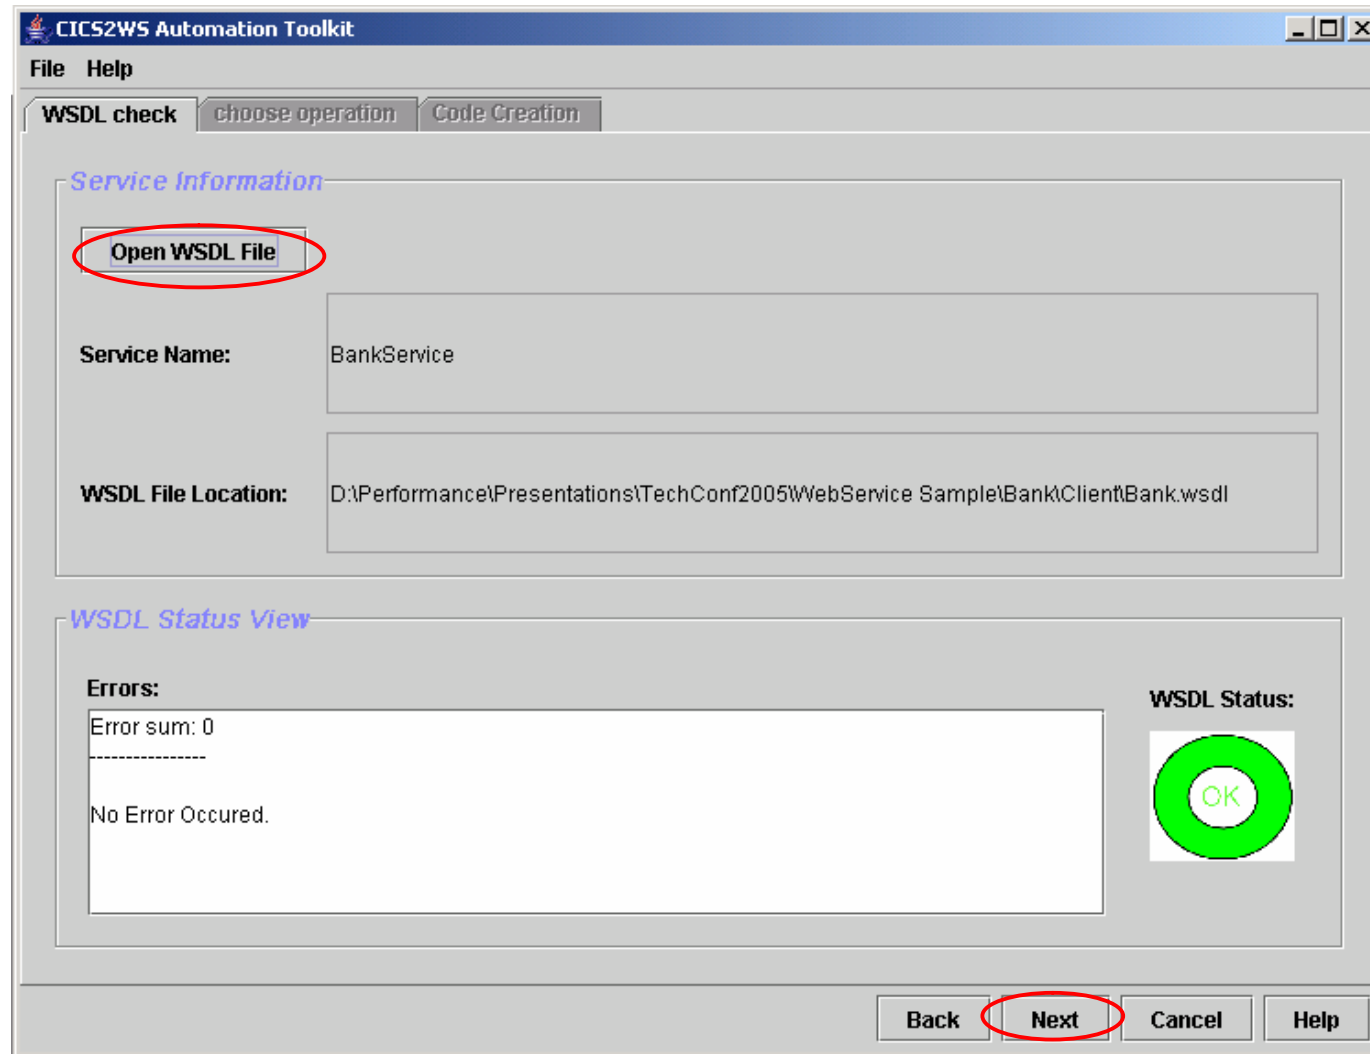 CICS2WS Automation Toolkit
File Help
WSDL check choose operation Code Creation
Service Information
Open WSDL File
Service Name: BankService
WSDL File Location: D:\Performance\Presentations\TechConf2005\WebService Sample\Bank\Client\Bank.wsdl
WSDL Status View
Errors:
WSDL Status:
Error sum: 0
----------------
No Error Occured.
OK
Back Next Cancel Help